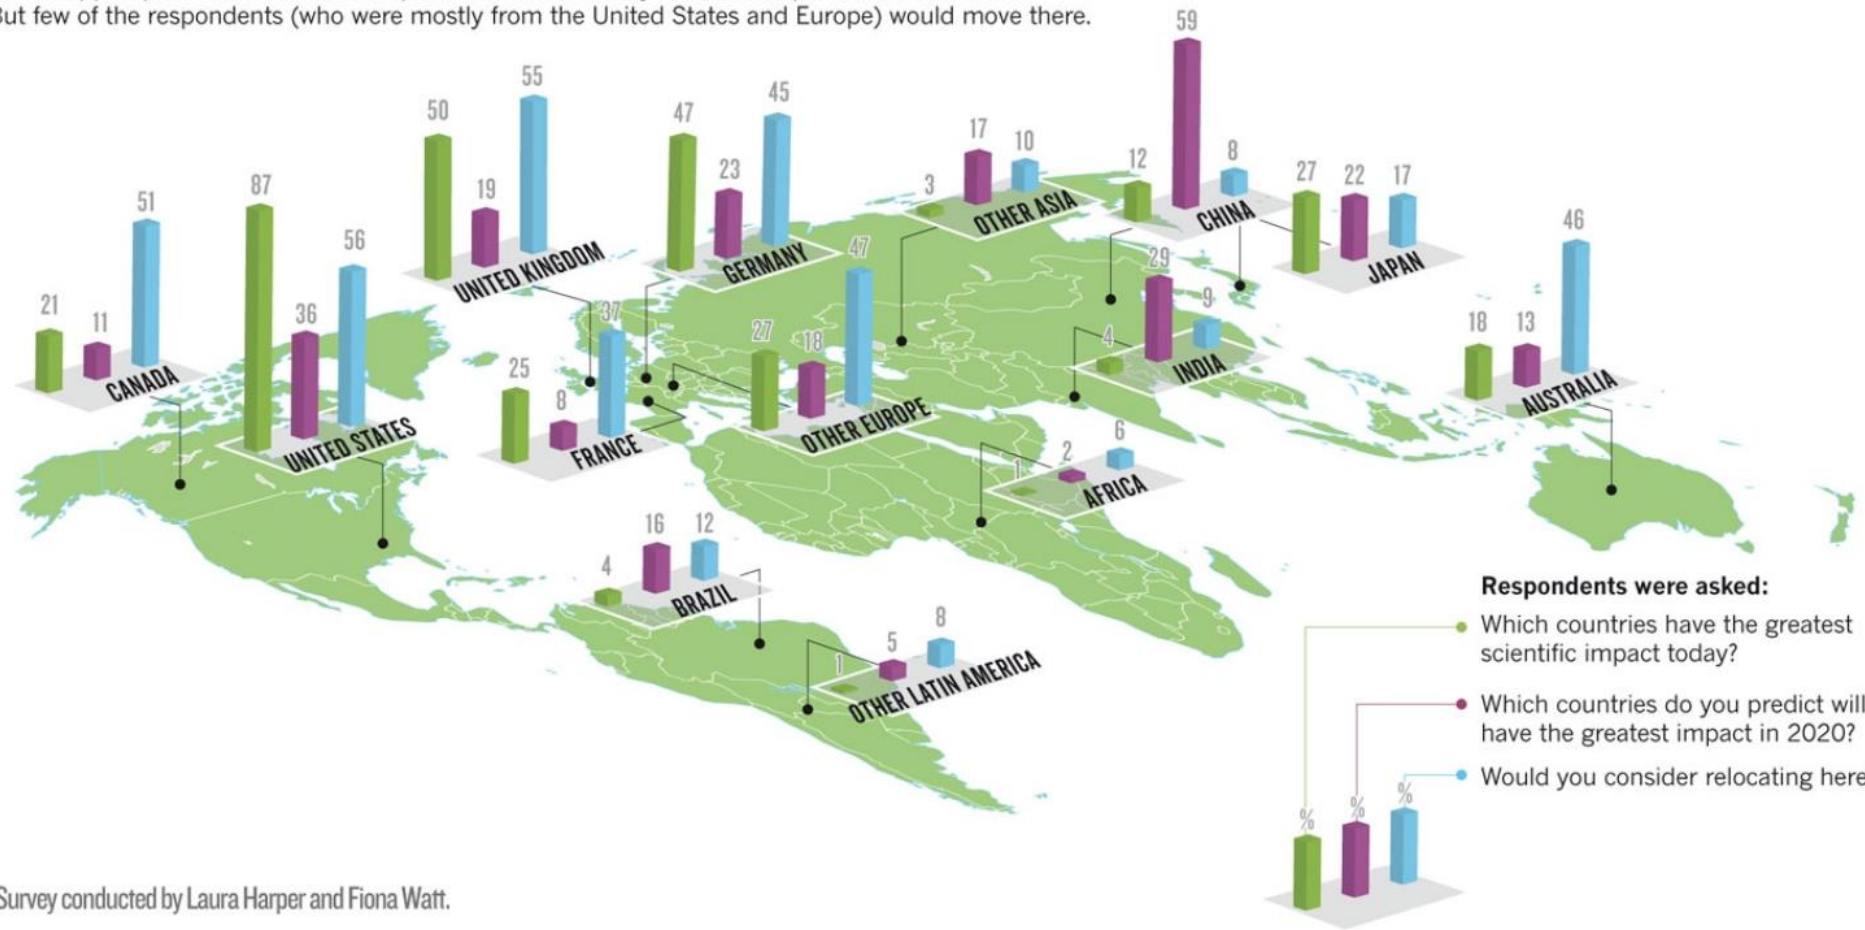 But few of the respondents (who were mostly from the United States and Europe) would move there.
21
11
51
CANADA
87
36
56
UNITED STATES
50
19
55
UNITED KINGDOM
47
23
45
GERMANY
25
8
37
FRANCE
27
18
47
OTHER EUROPE
3
17
10
OTHER ASIA
12
59
8
CHINA
27
22
17
JAPAN
4
29
9
INDIA
18
13
46
AUSTRALIA
1
2
6
AFRICA
4
16
12
BRAZIL
1
5
8
OTHER LATIN AMERICA
Respondents were asked:
Which countries have the greatest
scientific impact today?
Which countries do you predict will
have the greatest impact in 2020?
Would you consider relocating here
%
%
%
Survey conducted by Laura Harper and Fiona Watt.